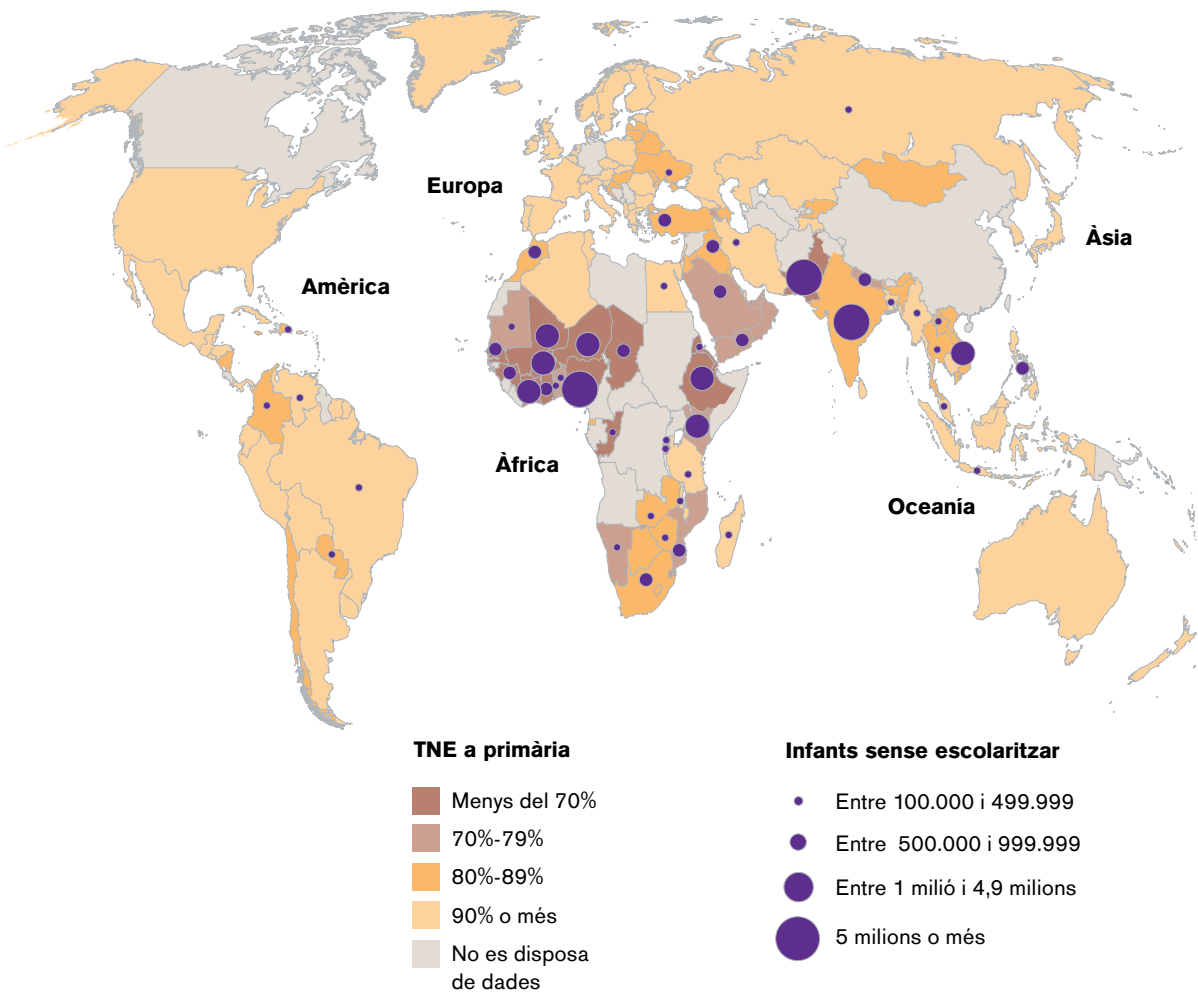 Europa
Àsia
Amèrica
Àfrica
Oceanía
TNE a primària
Menys del 70%
70%-79%
80%-89%
90% o més
No es disposa
de dades
Infants sense escolaritzar
Entre 100.000 i 499.999
Entre 500.000 i 999.999
Entre 1 milió i 4,9 milions
5 milions o més